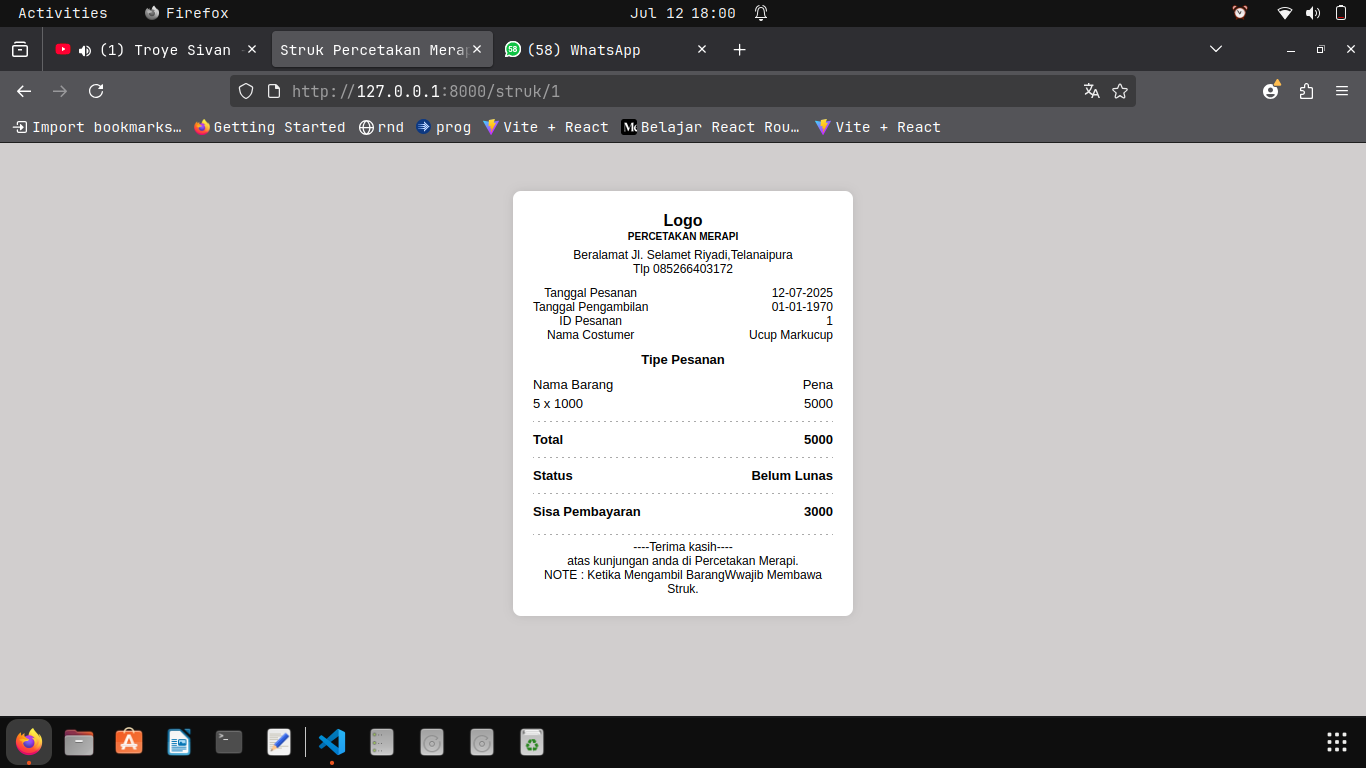 Activities
Firefox
Jul 12 18:00
(1) Troye Sivan
Struk Percetakan Mera
58
(58) WhatsApp
http://127.0.0.1:8000/struk/1
Import bookmarks…
Getting Started
rnd
prog
Vite + React
Belajar React Rou…
Vite + React
Logo
PERCETAKAN MERAPI
Beralamat Jl. Selamet Riyadi,Telanaipura
Tlp 085266403172
Tanggal Pesanan 12-07-2025
Tanggal Pengambilan 01-01-1970
ID Pesanan 1
Nama Costumer Ucup Markucup
Tipe Pesanan
Nama Barang Pena
5 x 1000 5000
Total 5000
Status Belum Lunas
Sisa Pembayaran 3000
----Terima kasih----
atas kunjungan anda di Percetakan Merapi.
NOTE : Ketika Mengambil BarangWwajib Membawa
Struk.